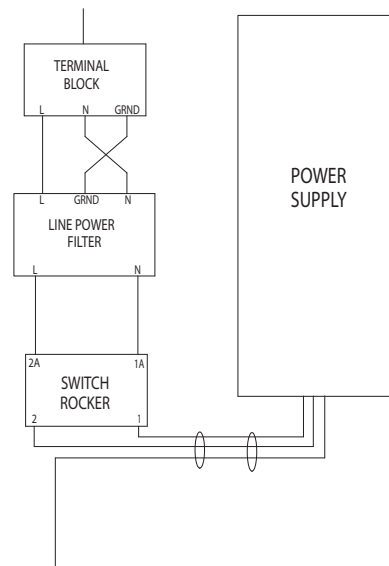 TERMINAL
BLOCK
L N GRND
L GRND N
LINE POWER
FILTER
L N
2A 1A
SWITCH
ROCKER
2 1
POWER
SUPPLY